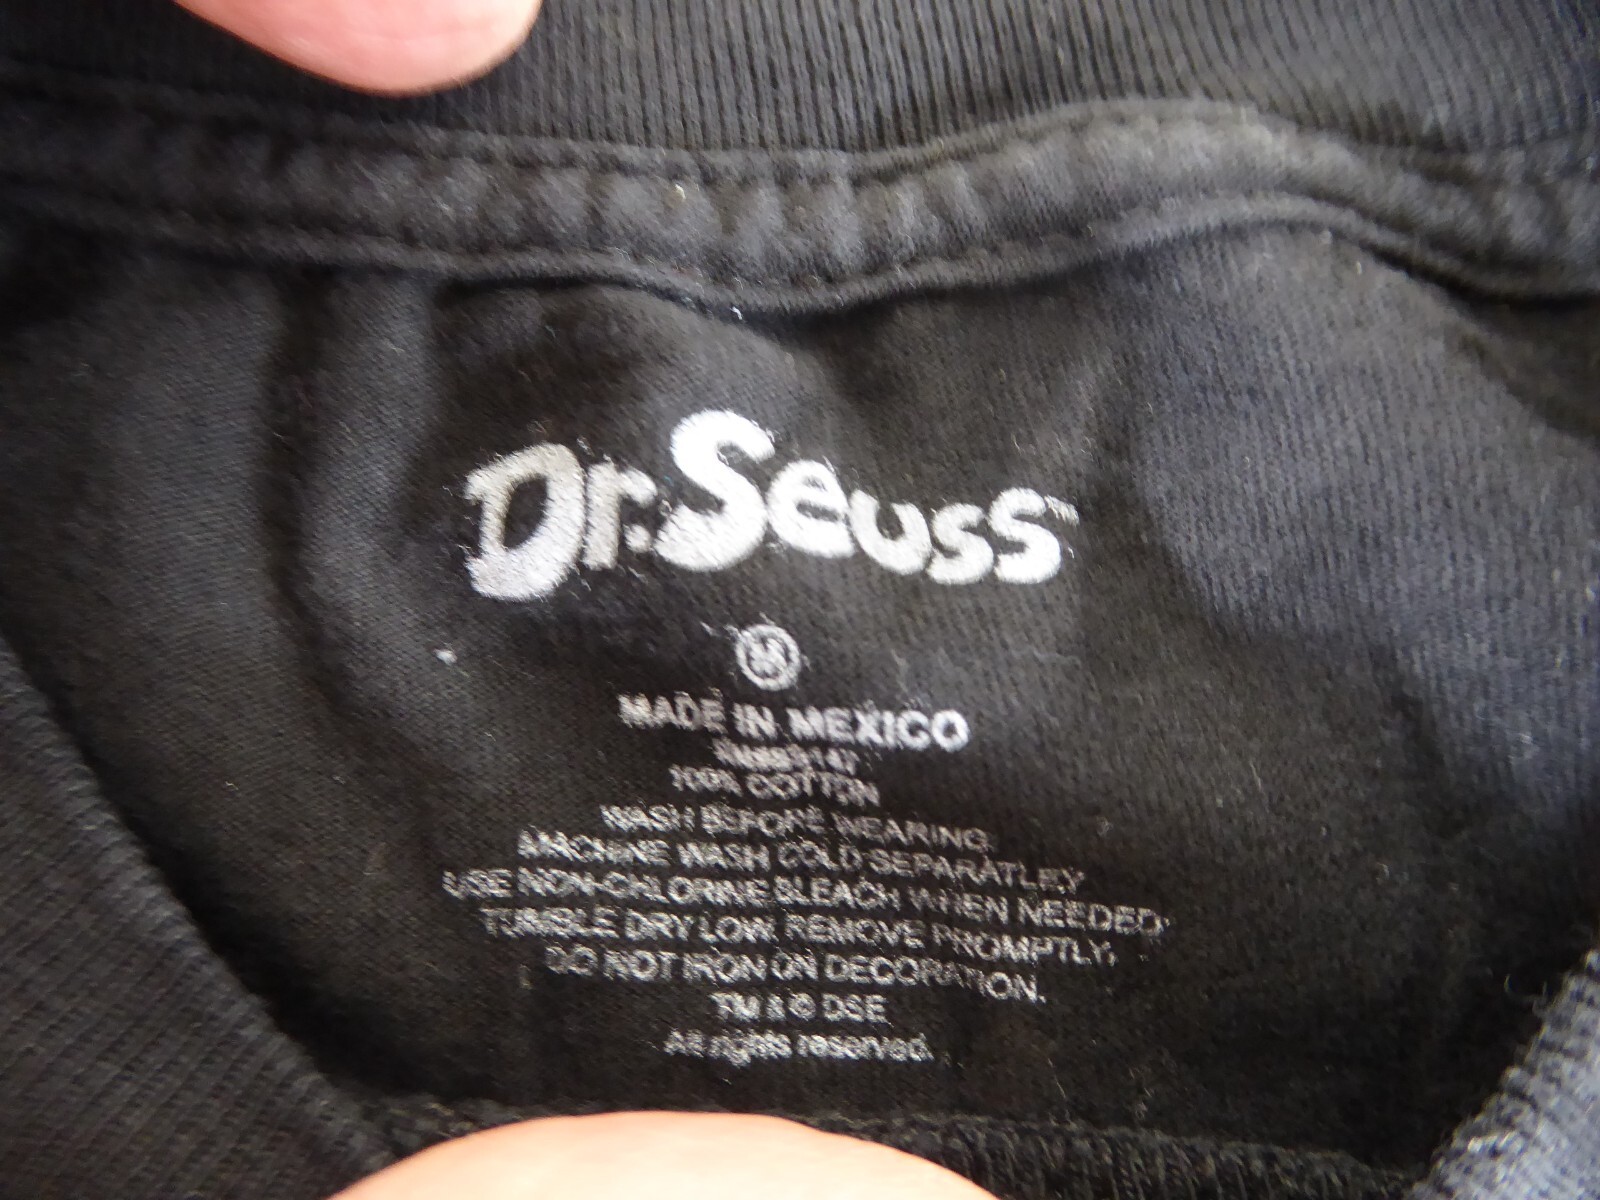 Dr. Seuss™
MADE IN MEXICO
100% COTTON
WASH BEFORE WEARING.
MACHINE WASH COLD SEPARATLEY
USE NON-CHLORINE BLEACH WHEN NEEDED.
TUMBLE DRY LOW. REMOVE PROMPTLY.
DO NOT IRON ON DECORATION.
TM & © DSE
All rights reserved.